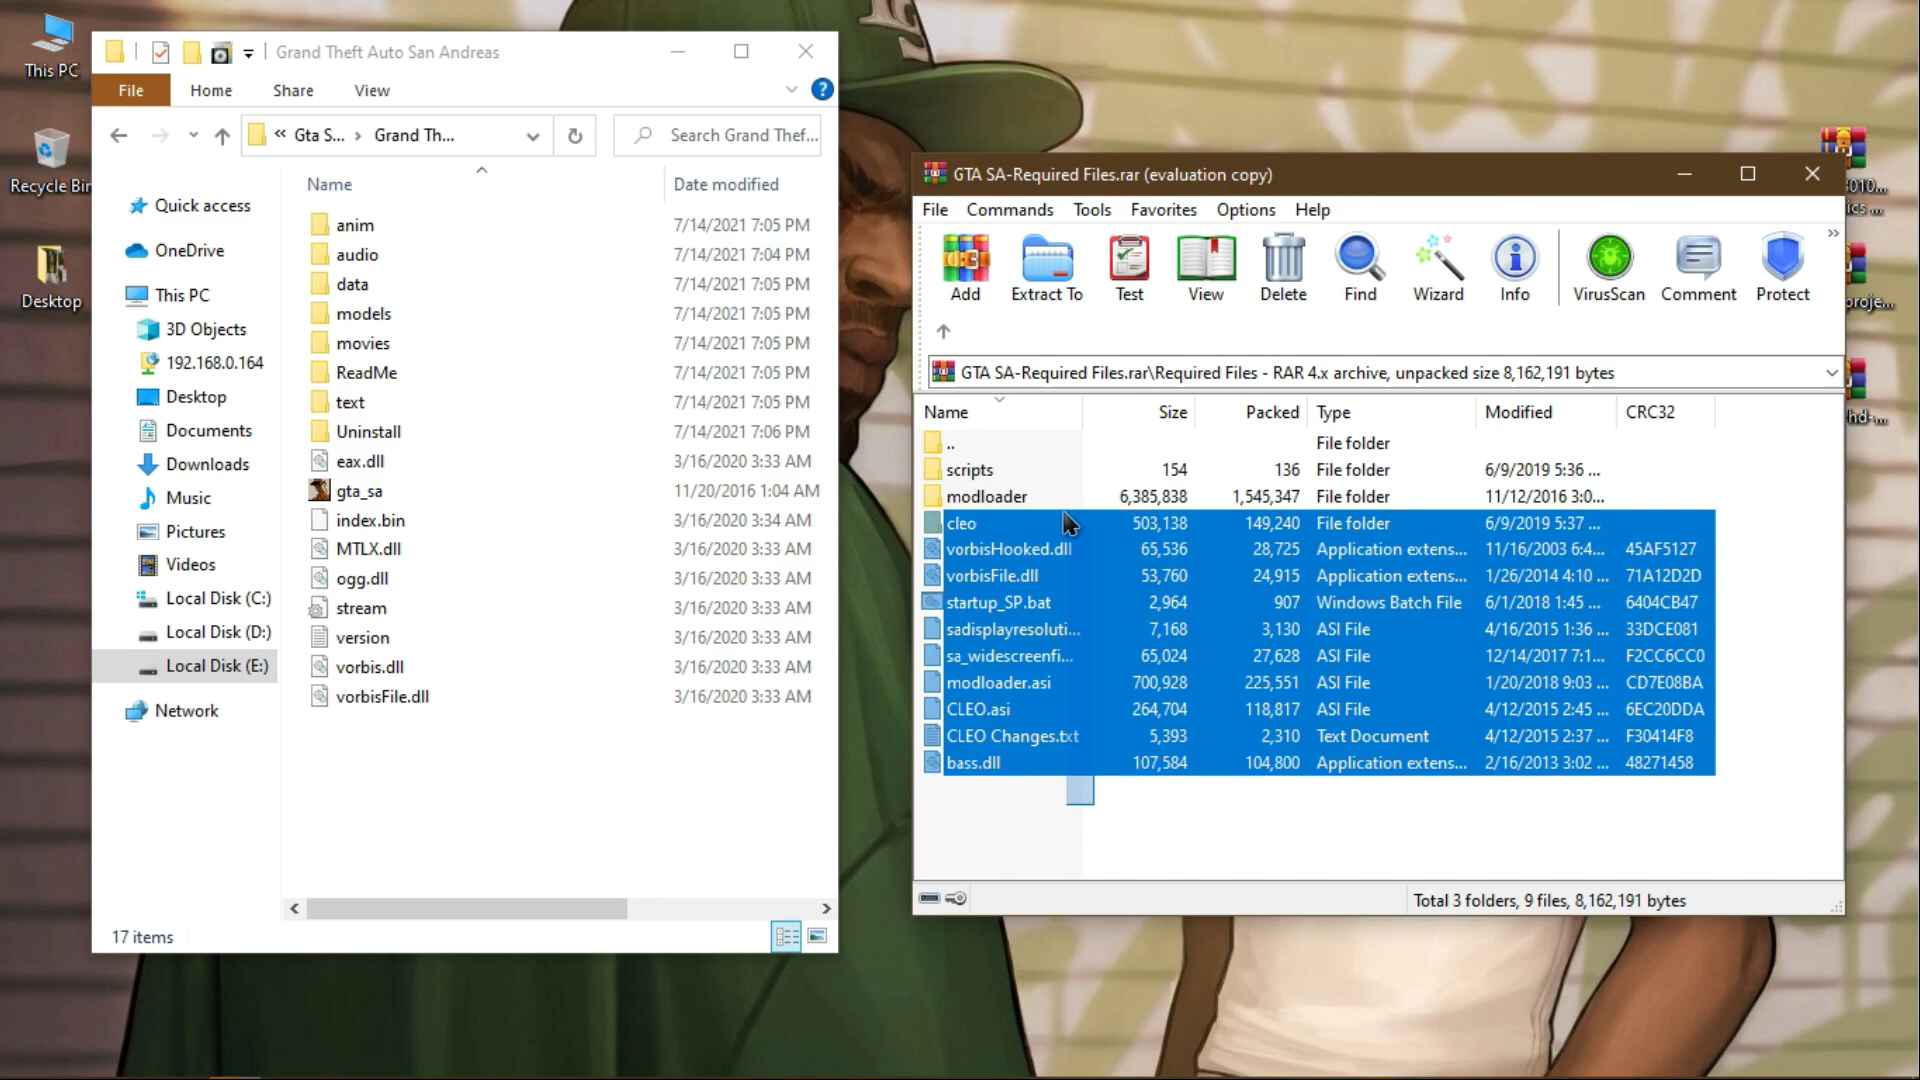 This PC
Recycle Bin
Desktop
Grand Theft Auto San Andreas
File Home Share View
« Gta S... › Grand Th...
Search Grand Thef...
Quick access
OneDrive
This PC
3D Objects
192.168.0.164
Desktop
Documents
Downloads
Music
Pictures
Videos
Local Disk (C:)
Local Disk (D:)
Local Disk (E:)
Network
Name Date modified
anim 7/14/2021 7:05 PM
audio 7/14/2021 7:04 PM
data 7/14/2021 7:05 PM
models 7/14/2021 7:05 PM
movies 7/14/2021 7:05 PM
ReadMe 7/14/2021 7:05 PM
text 7/14/2021 7:05 PM
Uninstall 7/14/2021 7:06 PM
eax.dll 3/16/2020 3:33 AM
gta_sa 11/20/2016 1:04 AM
index.bin 3/16/2020 3:34 AM
MTLX.dll 3/16/2020 3:33 AM
ogg.dll 3/16/2020 3:33 AM
stream 3/16/2020 3:33 AM
version 3/16/2020 3:33 AM
vorbis.dll 3/16/2020 3:33 AM
vorbisFile.dll 3/16/2020 3:33 AM
17 items
GTA SA-Required Files.rar (evaluation copy)
File Commands Tools Favorites Options Help
Add Extract To Test View Delete Find Wizard Info VirusScan Comment Protect
GTA SA-Required Files.rar\Required Files - RAR 4.x archive, unpacked size 8,162,191 bytes
Name Size Packed Type Modified CRC32
.. File folder
scripts 154 136 File folder 6/9/2019 5:36 ...
modloader 6,385,838 1,545,347 File folder 11/12/2016 3:0...
cleo 503,138 149,240 File folder 6/9/2019 5:37 ...
vorbisHooked.dll 65,536 28,725 Application extens... 11/16/2003 6:4... 45AF5127
vorbisFile.dll 53,760 24,915 Application extens... 1/26/2014 4:10 ... 71A12D2D
startup_SP.bat 2,964 907 Windows Batch File 6/1/2018 1:45 ... 6404CB47
sadisplayresoluti... 7,168 3,130 ASI File 4/16/2015 1:36 ... 33DCE081
sa_widescreenfi... 65,024 27,628 ASI File 12/14/2017 7:1... F2CC6CC0
modloader.asi 700,928 225,551 ASI File 1/20/2018 9:03 ... CD7E08BA
CLEO.asi 264,704 118,817 ASI File 4/12/2015 2:45 ... 6EC20DDA
CLEO Changes.txt 5,393 2,310 Text Document 4/12/2015 2:37 ... F30414F8
bass.dll 107,584 104,800 Application extens... 2/16/2013 3:02 ... 48271458
Total 3 folders, 9 files, 8,162,191 bytes